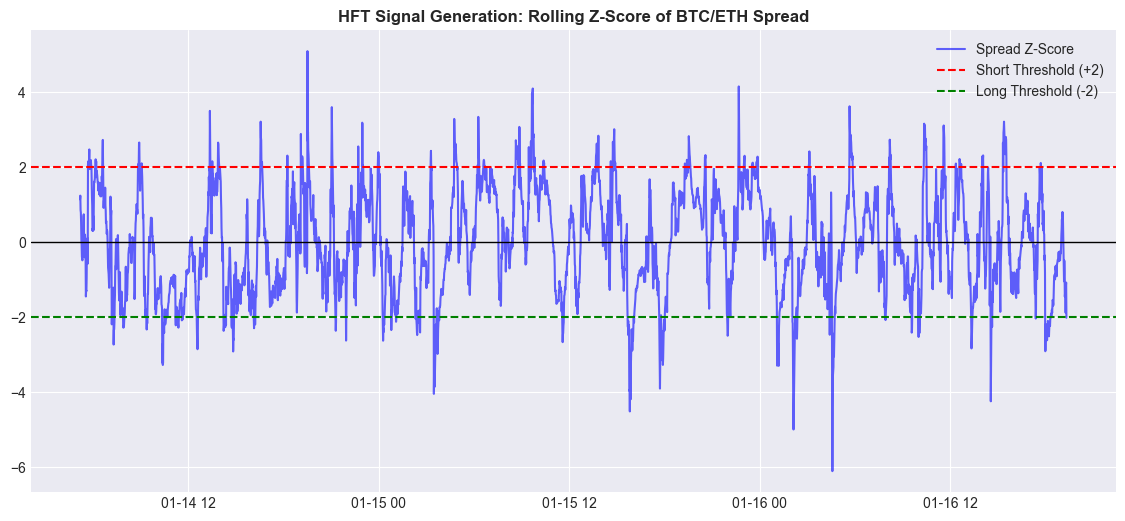 HFT Signal Generation: Rolling Z-Score of BTC/ETH Spread
Spread Z-Score
Short Threshold (+2)
Long Threshold (-2)
4
2
0
−2
−4
−6
01-14 12
01-15 00
01-15 12
01-16 00
01-16 12